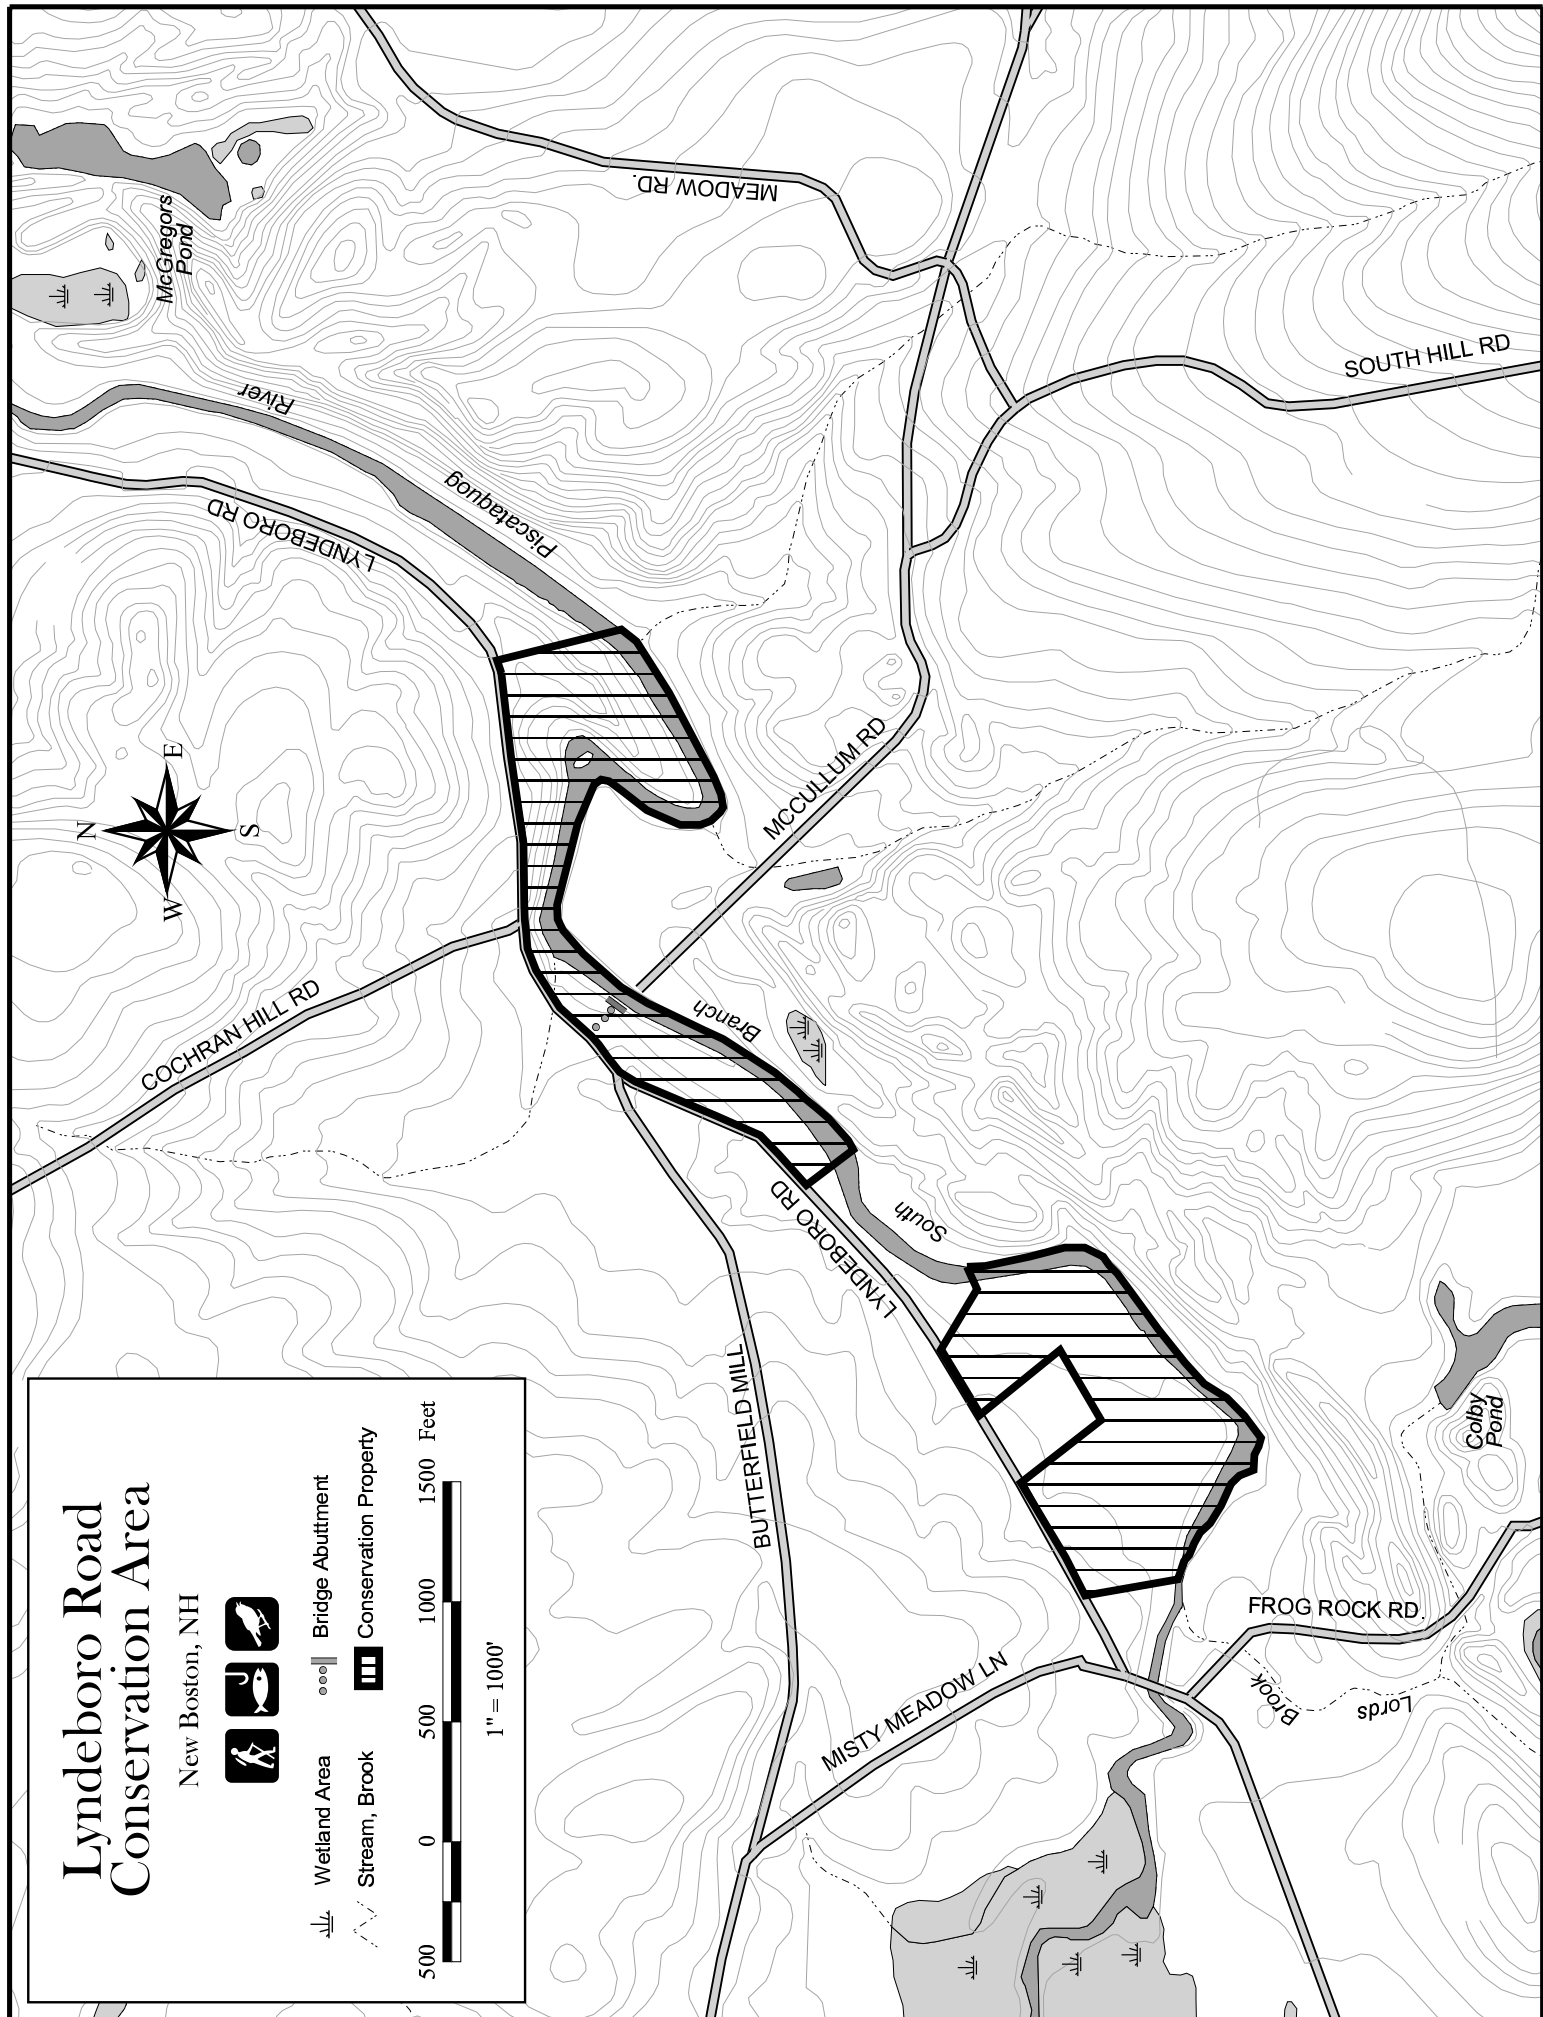 Lyndeboro Road
Conservation Area
New Boston, NH
Wetland Area
Bridge Abuttment
Stream, Brook
Conservation Property
500 0 500 1000 1500 Feet
1" = 1000'
N
E
S
W
McGregors
Pond
River
Piscataquog
Branch
South
LYNDEBORO RD
LYNDEBORO RD
MEADOW RD.
SOUTH HILL RD
MCCULLUM RD
COCHRAN HILL RD
BUTTERFIELD MILL
MISTY MEADOW LN
FROG ROCK RD.
Colby
Pond
Lords
Brook